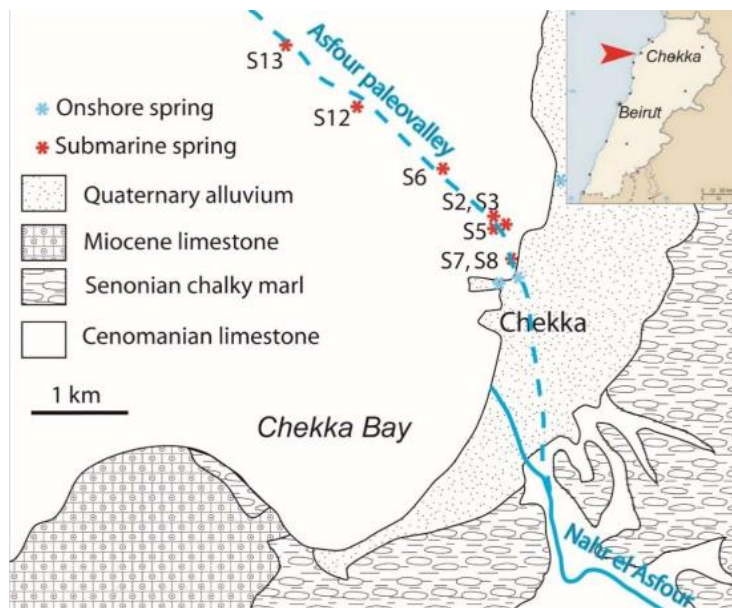 S13
Asfour paleovalley
Chekka
Onshore spring
Submarine spring
S12
Beirut
S6
Quaternary alluvium
S2, S3
S5
Miocene limestone
S7, S8
Senonian chalky marl
Chekka
Cenomanian limestone
1 km
Chekka Bay
Nahr el Asfour